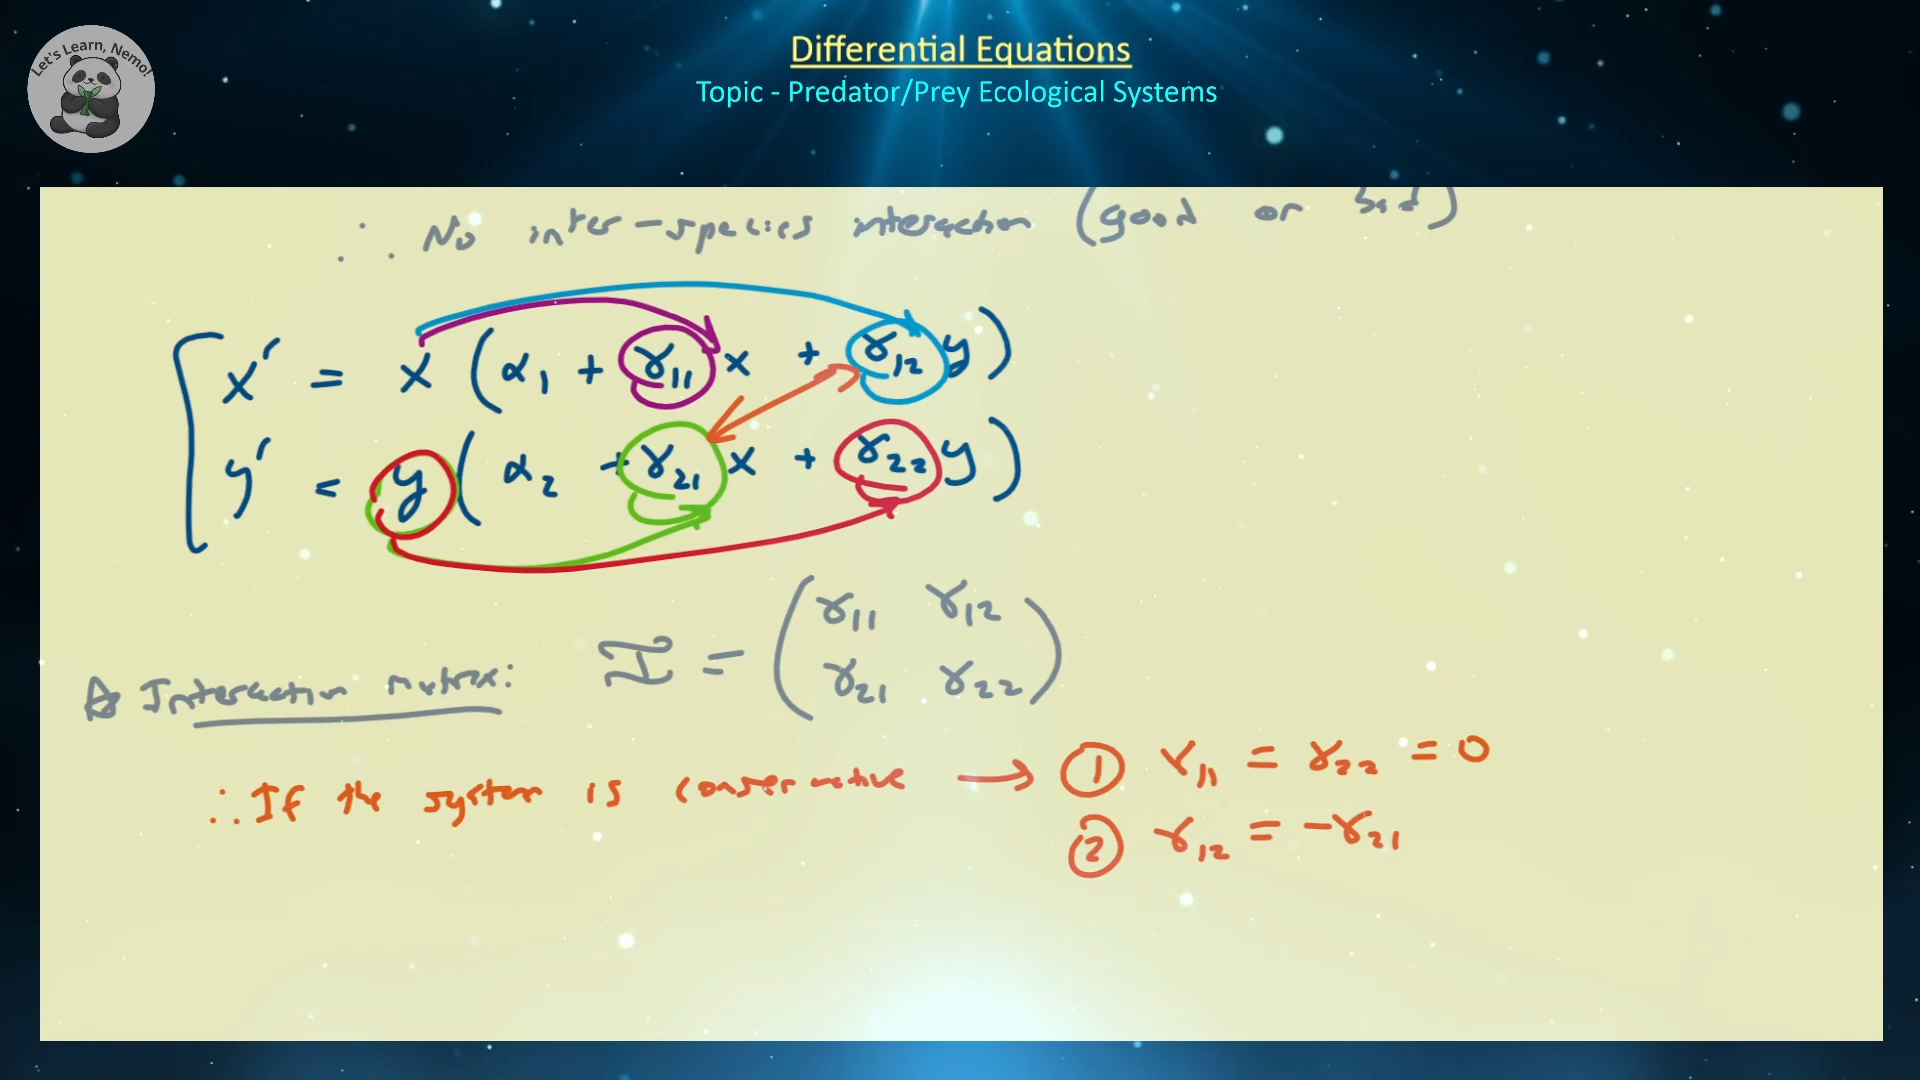 Let's Learn, Nemo!
Differential Equations
Topic - Predator/Prey Ecological Systems
∴ No inter-species interaction (good or bad)
x' = x (α₁ + γ₁₁x + γ₁₂y)
y' = y (α₂ + γ₂₁x + γ₂₂y)
Interaction matrix: I = (γ₁₁ γ₁₂
γ₂₁ γ₂₂)
∴ If the system is conservative → ① γ₁₁ = γ₂₂ = 0
② γ₁₂ = -γ₂₁